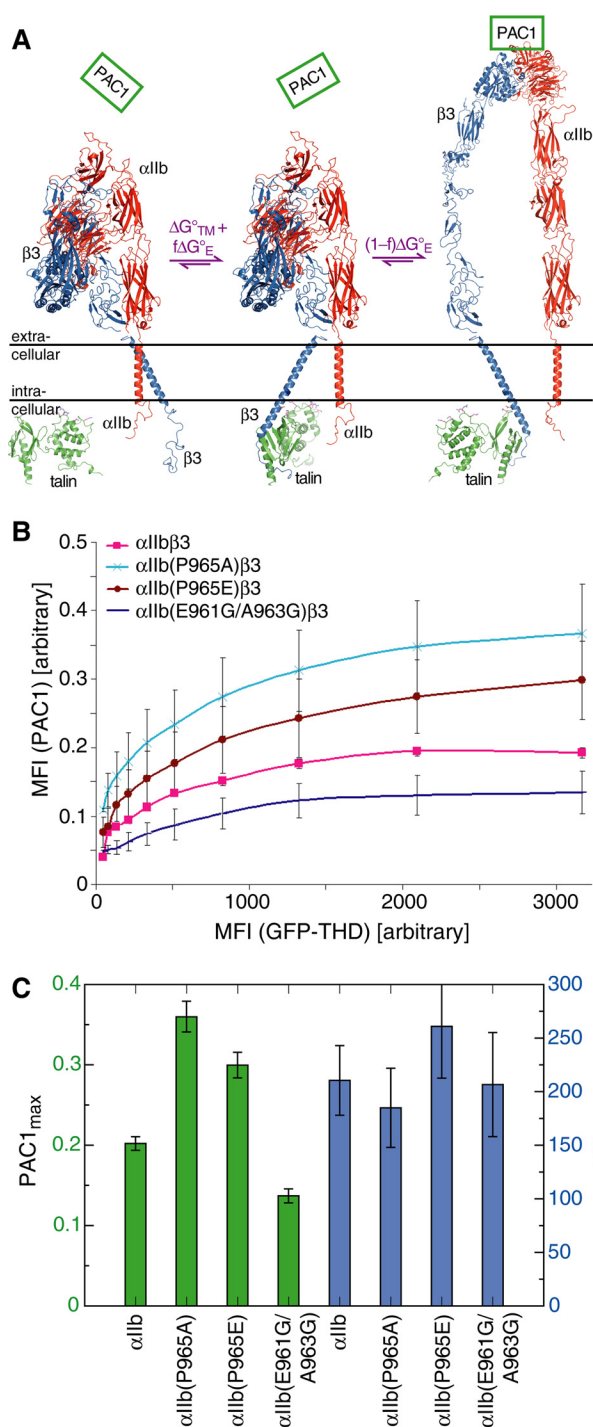 A
PAC1
PAC1
PAC1
αIIb
β3
αIIb
β3
ΔG°TM +
fΔG°E
(1–f)ΔG°E
extra-
cellular
intra-
cellular
αIIb
β3
talin
β3
αIIb
talin
talin
B
αIIbβ3
αIIb(P965A)β3
αIIb(P965E)β3
αIIb(E961G/A963G)β3
MFI (PAC1) [arbitrary]
0.5
0.4
0.3
0.2
0.1
0
0 1000 2000 3000
MFI (GFP-THD) [arbitrary]
C
PAC1max
0.4
0.3
0.2
0.1
0
300
250
200
150
100
50
0
αIIb
αIIb(P965A)
αIIb(P965E)
αIIb(E961G/
A963G)
αIIb
αIIb(P965A)
αIIb(P965E)
αIIb(E961G/
A963G)